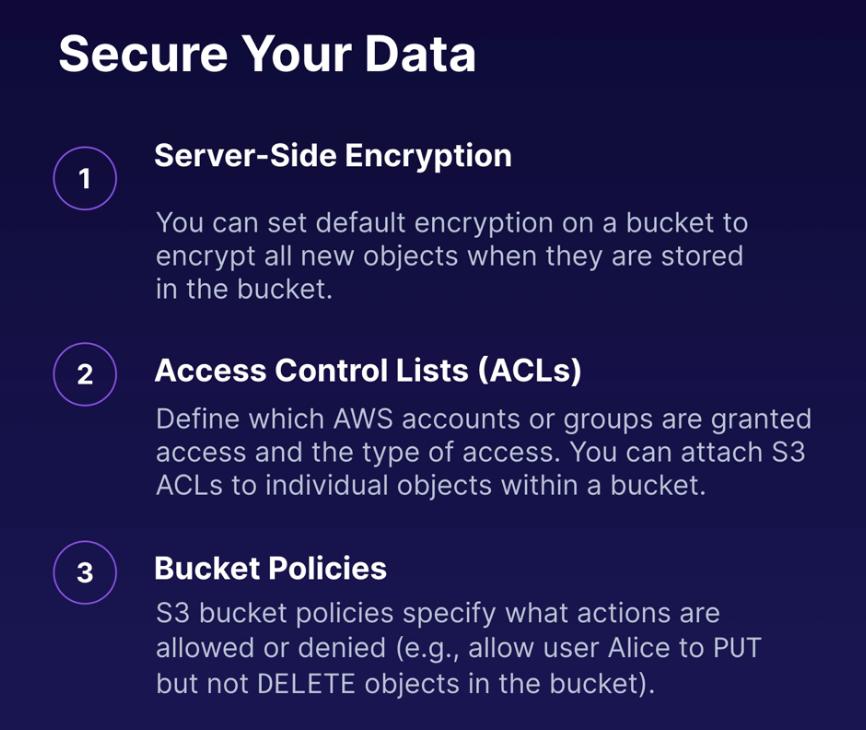 Secure Your Data
1
Server-Side Encryption
You can set default encryption on a bucket to
encrypt all new objects when they are stored
in the bucket.
2
Access Control Lists (ACLs)
Define which AWS accounts or groups are granted
access and the type of access. You can attach S3
ACLs to individual objects within a bucket.
3
Bucket Policies
S3 bucket policies specify what actions are
allowed or denied (e.g., allow user Alice to PUT
but not DELETE objects in the bucket).